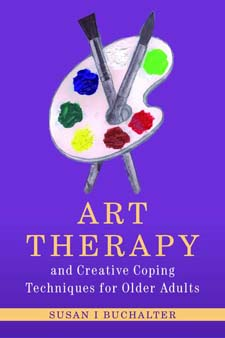 ART
THERAPY
and Creative Coping
Techniques for Older Adults
SUSAN I BUCHALTER